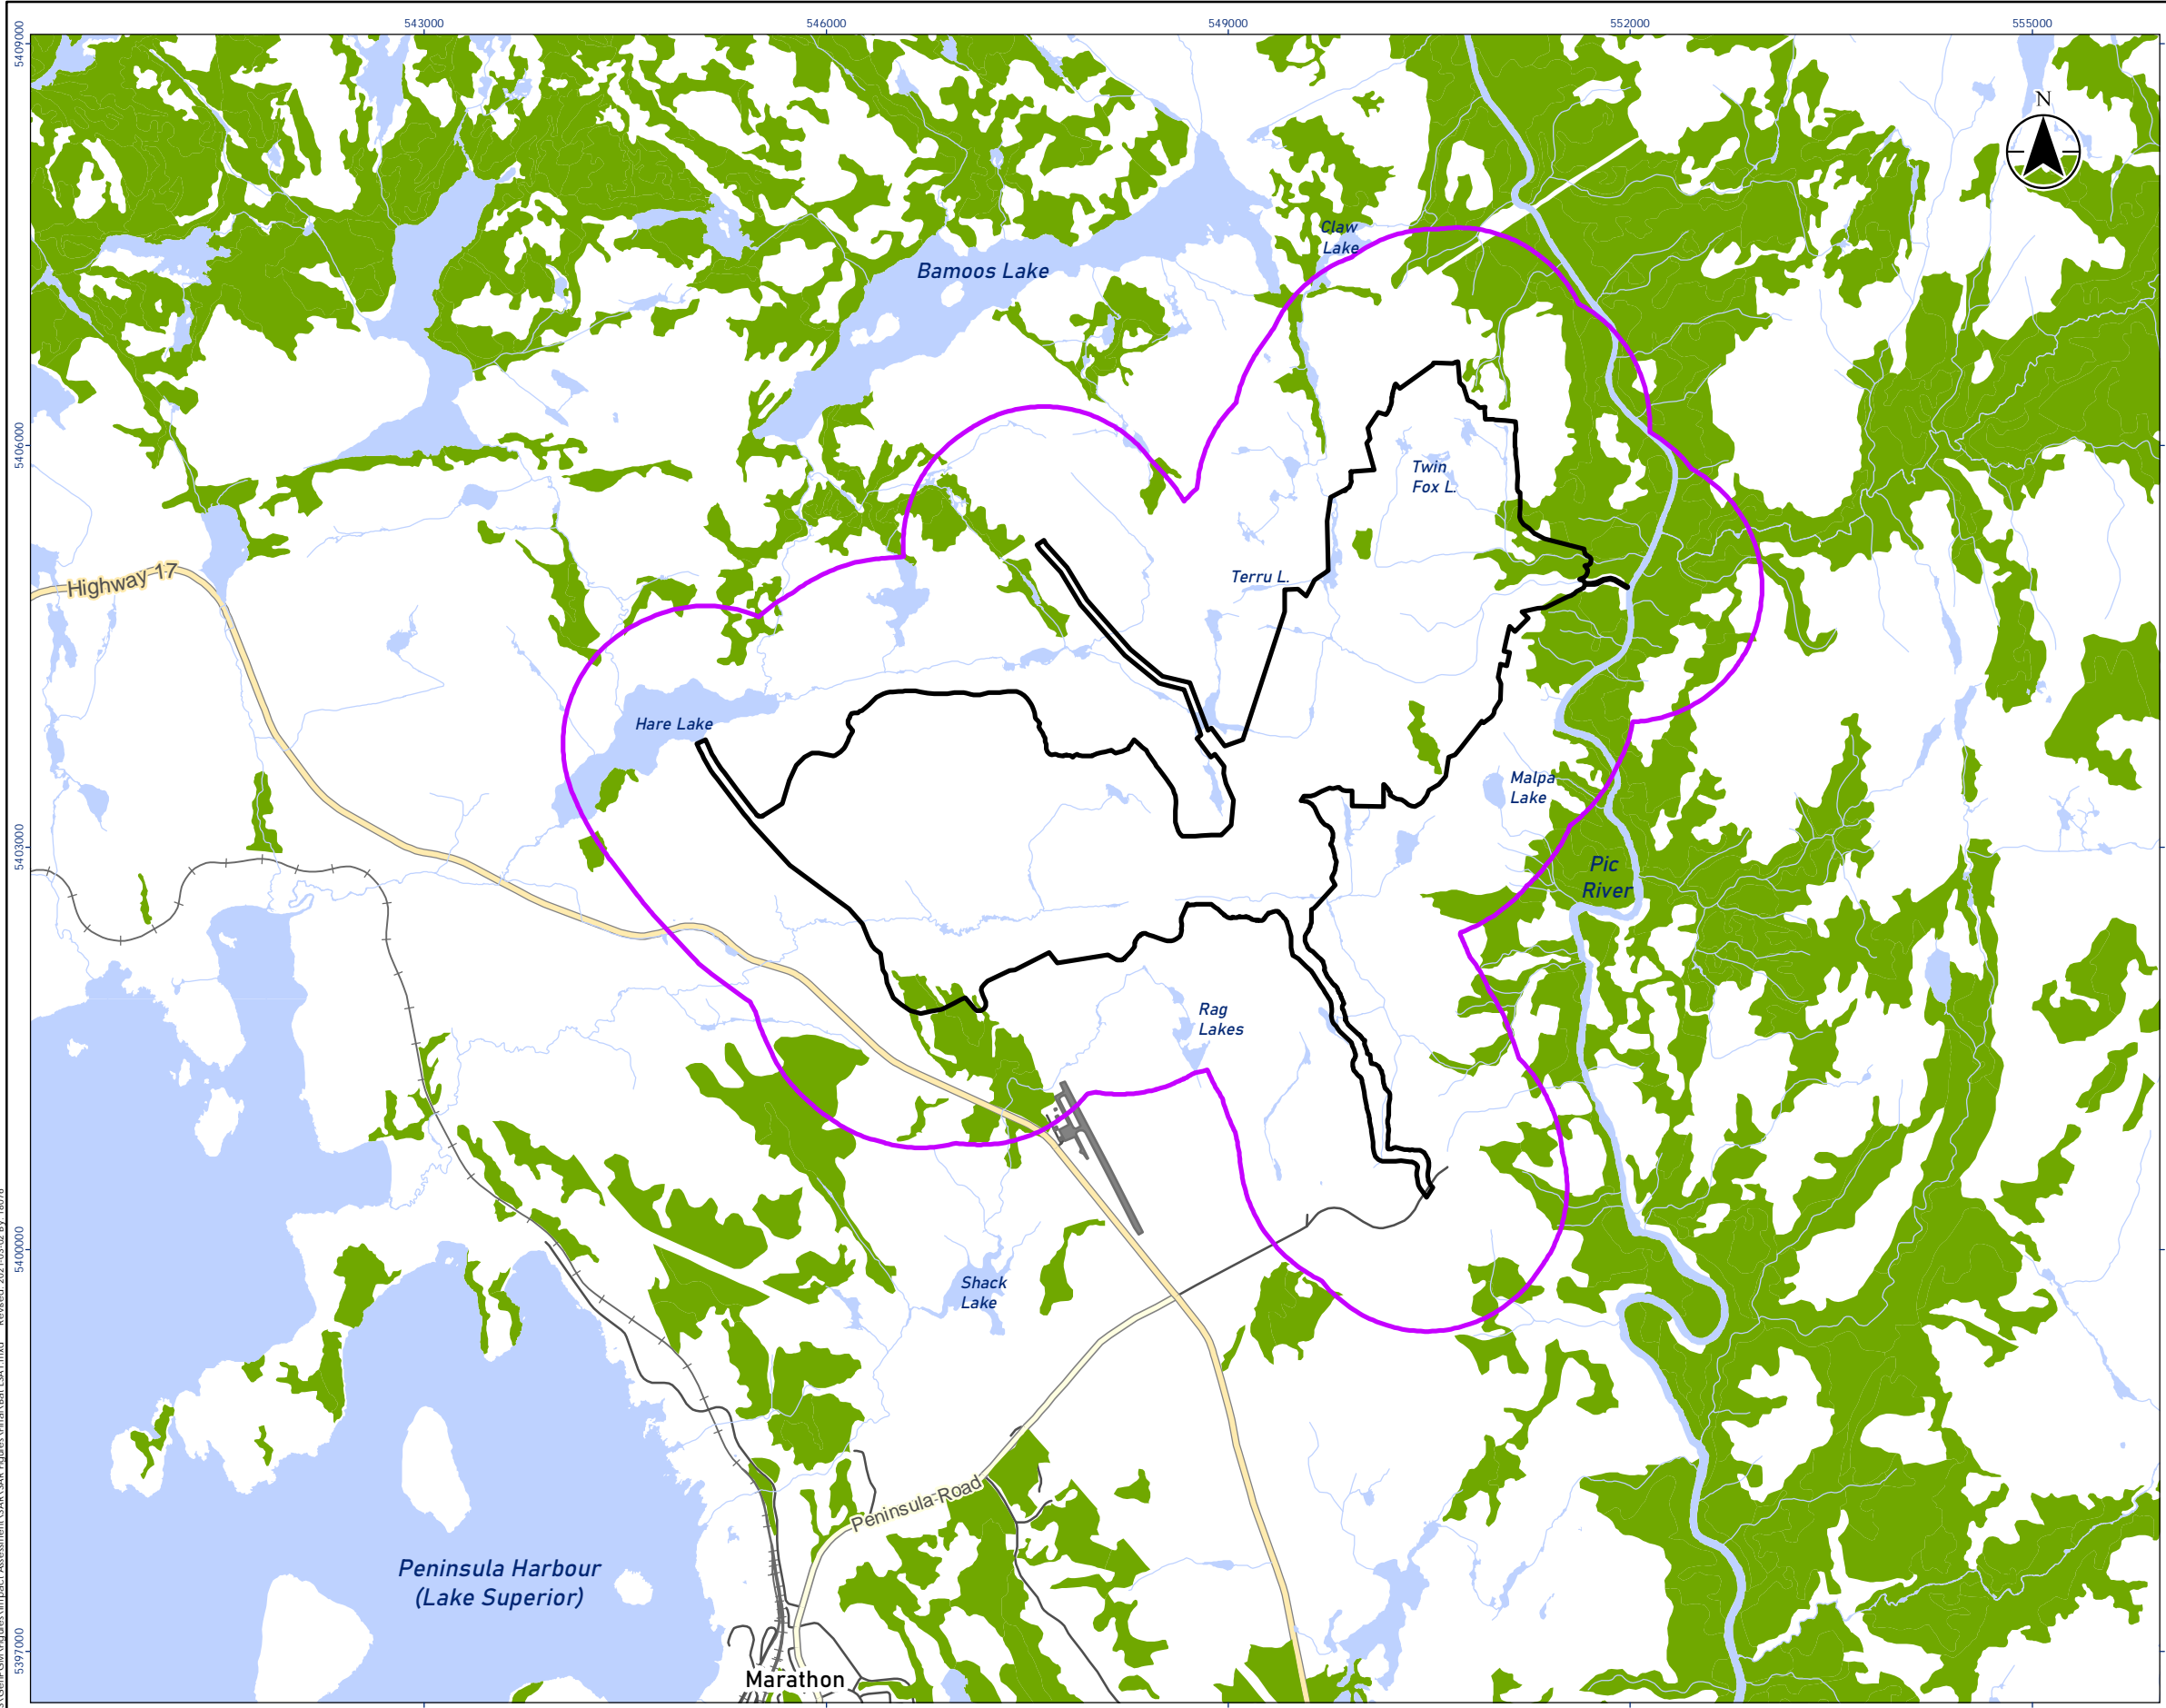 543000
546000
549000
552000
555000
5409000
N
Claw
Lake
Bamoos Lake
5406000
Twin
Fox L.
Highway 17
Terru L.
Hare Lake
Malpa
Lake
5403000
Pic
River
Rag
Lakes
5400000
Shack
Lake
Peninsula Road
Peninsula Harbour
(Lake Superior)
5397000
Marathon